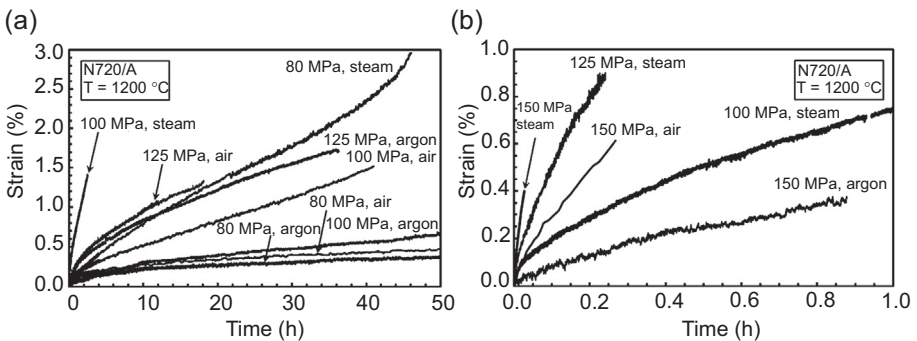 (a)
3.0
2.5
2.0
1.5
1.0
0.5
0.0
Strain (%)
N720/A
T = 1200 °C
80 MPa, steam
100 MPa, steam
125 MPa, air
125 MPa, argon
100 MPa, air
80 MPa, air
100 MPa, argon
80 MPa, argon
0
10
20
30
40
50
Time (h)
(b)
1.0
0.8
0.6
0.4
0.2
0.0
Strain (%)
125 MPa, steam
N720/A
T = 1200 °C
150 MPa
steam
150 MPa, air
100 MPa, steam
150 MPa, argon
0.0
0.2
0.4
0.6
0.8
1.0
Time (h)